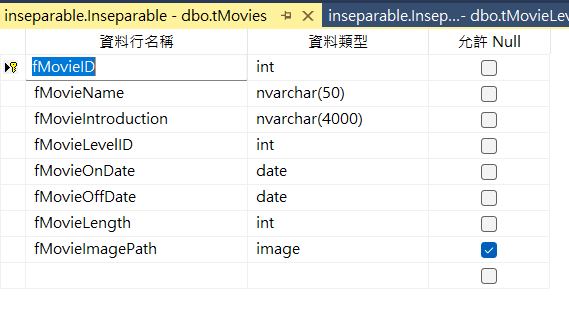 inseparable.Inseparable - dbo.tMovies inseparable.Insep...- dbo.tMovieLev
資料行名稱 資料類型 允許 Null
fMovieID int
fMovieName nvarchar(50)
fMovieIntroduction nvarchar(4000)
fMovieLevelID int
fMovieOnDate date
fMovieOffDate date
fMovieLength int
fMovieImagePath image